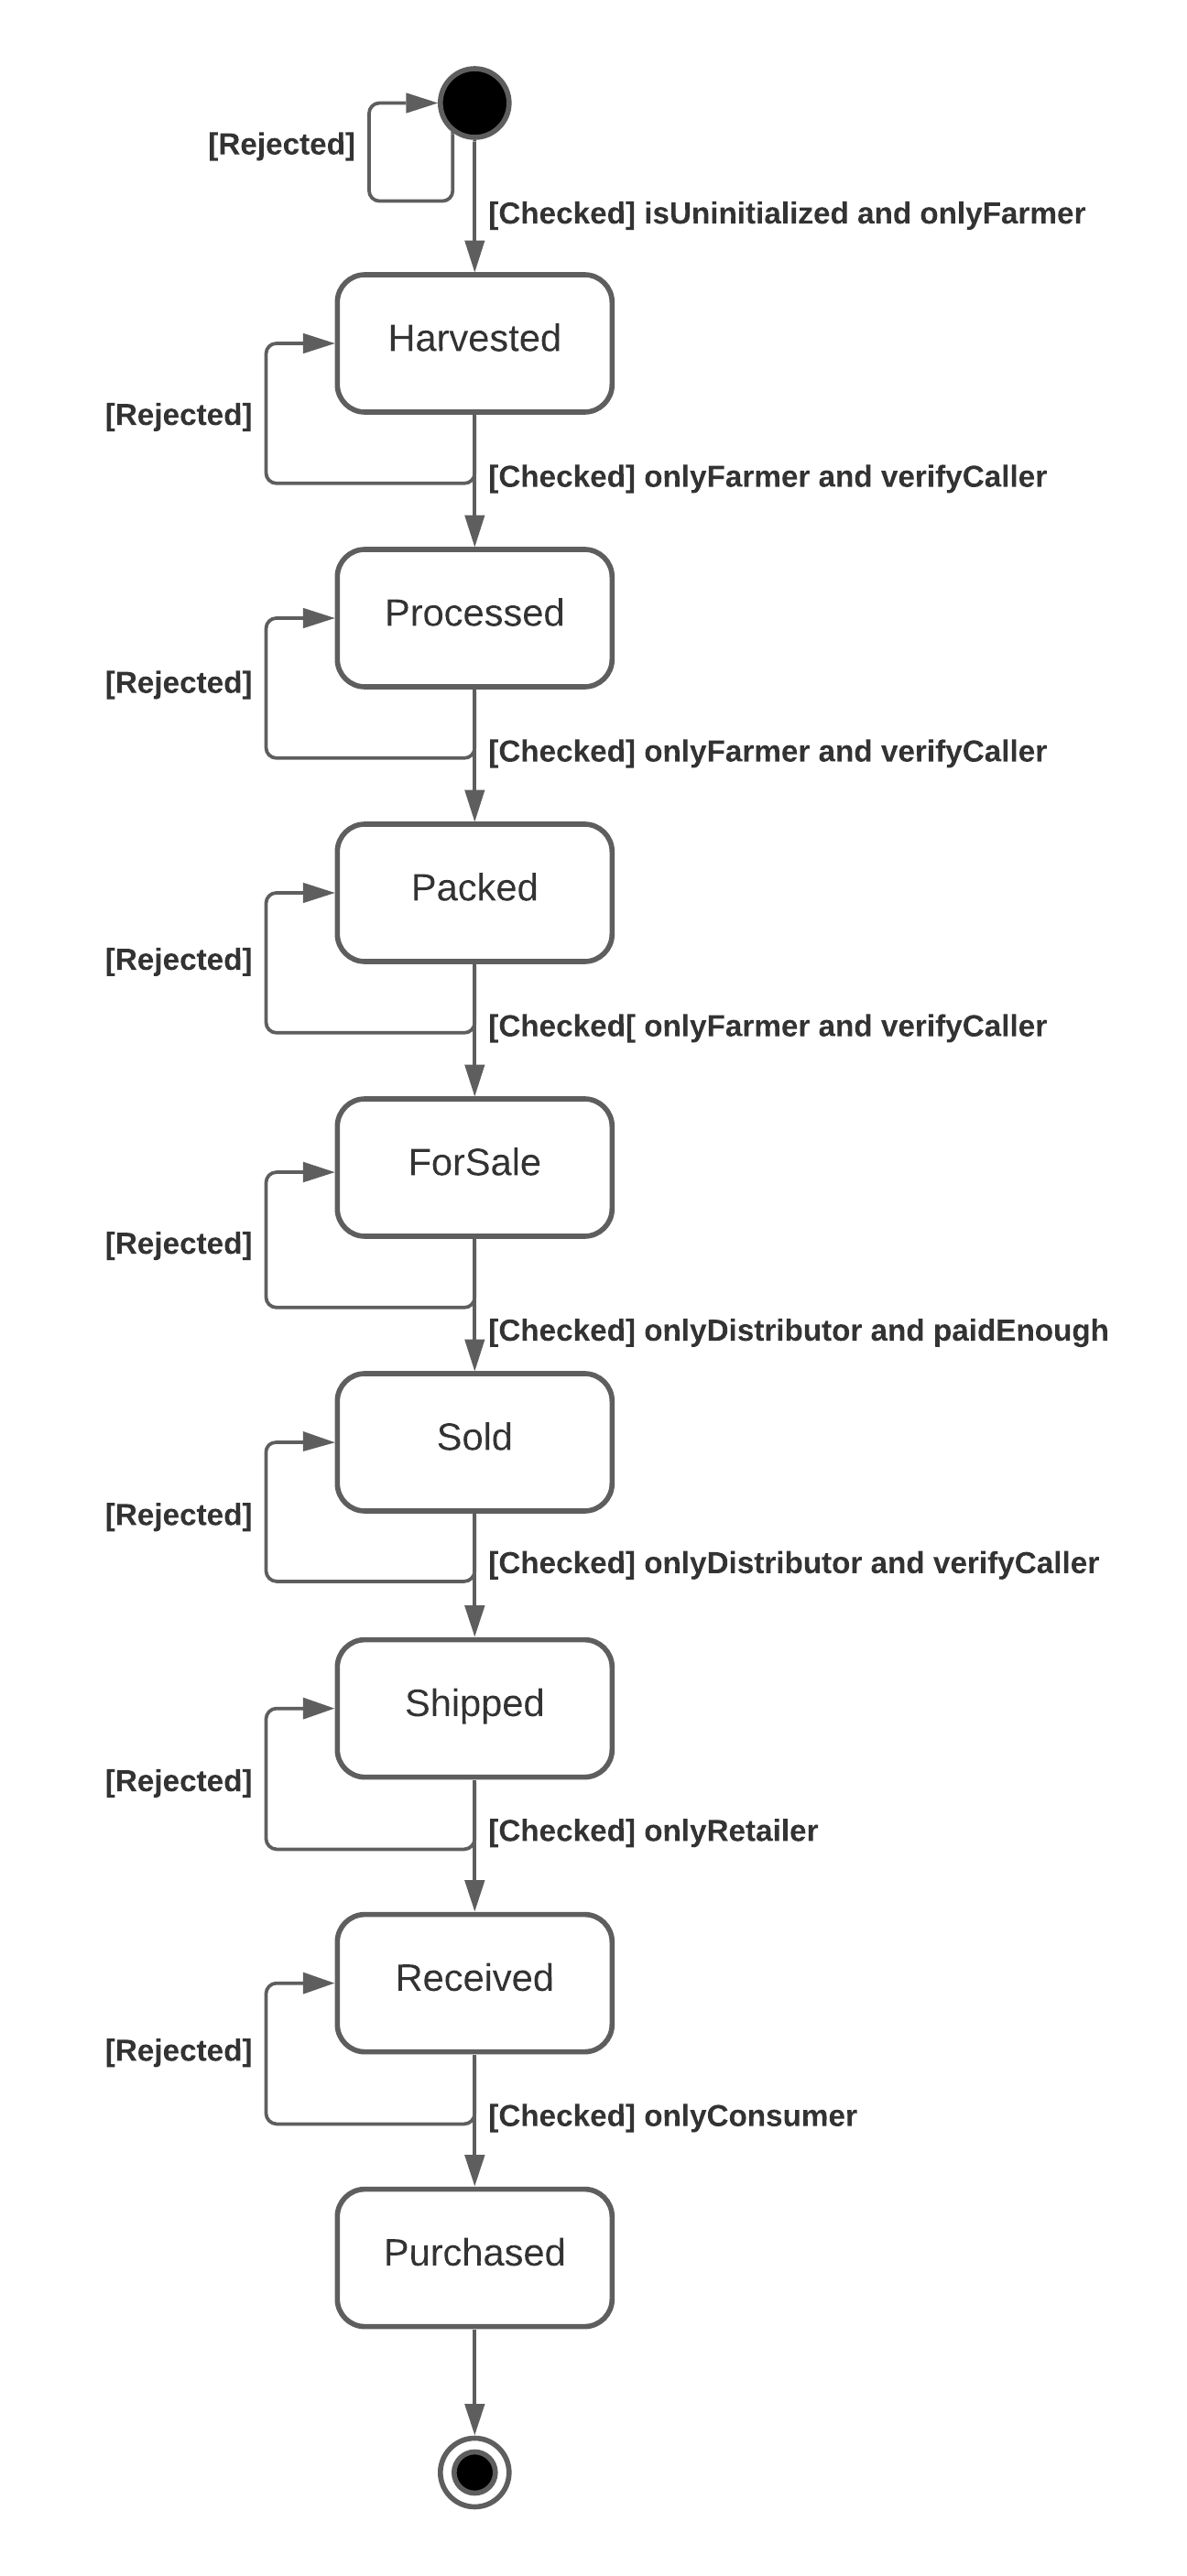 [Rejected]
[Checked] isUninitialized and onlyFarmer
Harvested
[Rejected]
[Checked] onlyFarmer and verifyCaller
Processed
[Rejected]
[Checked] onlyFarmer and verifyCaller
Packed
[Rejected]
[Checked[ onlyFarmer and verifyCaller
ForSale
[Rejected]
[Checked] onlyDistributor and paidEnough
Sold
[Rejected]
[Checked] onlyDistributor and verifyCaller
Shipped
[Rejected]
[Checked] onlyRetailer
Received
[Rejected]
[Checked] onlyConsumer
Purchased